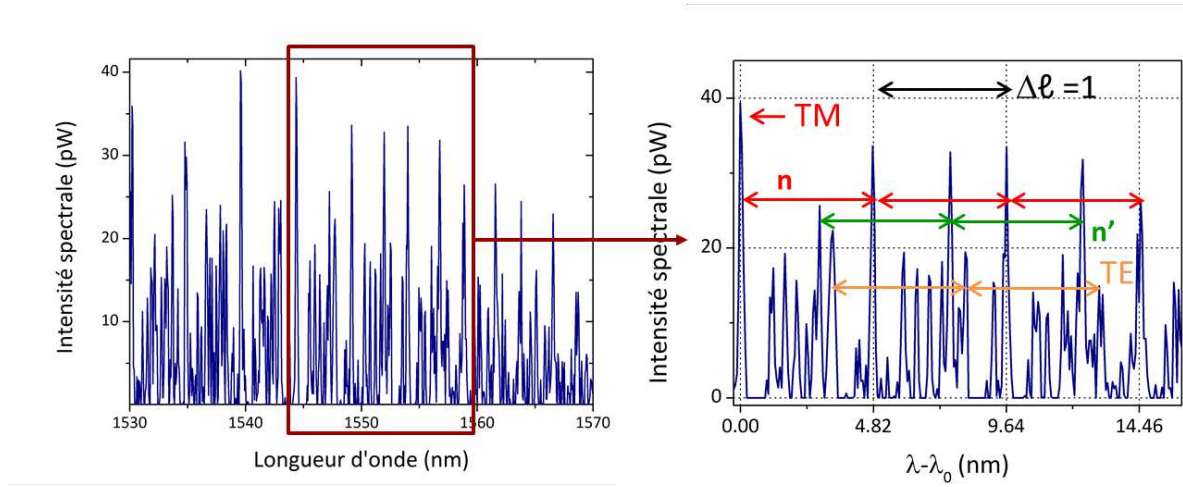 Intensité spectrale (pW)
40
30
20
10
1530
1540
1550
1560
1570
Longueur d'onde (nm)
Intensité spectrale (pW)
40
20
0
Δℓ =1
TM
n
n'
TE
0.00
4.82
9.64
14.46
λ-λ0 (nm)